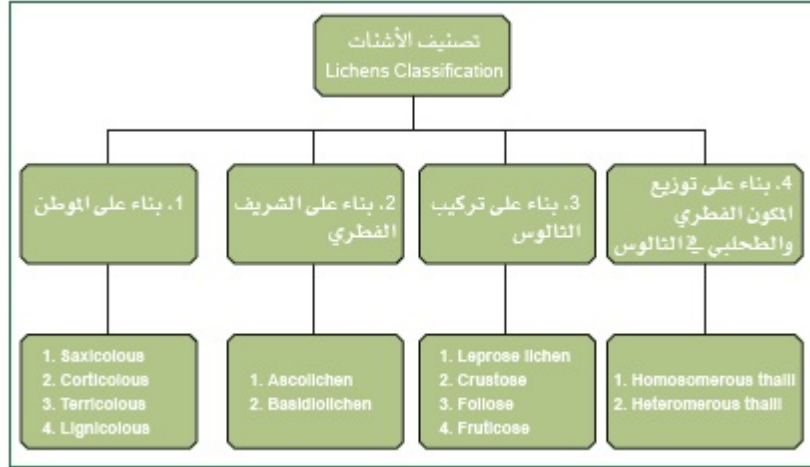 تصنيف الأشنات
Lichens Classification
1. بناء على الموطن
2. بناء على الشريف
الفطري
3. بناء على تركيب
الثالوس
4. بناء على توزيع
المكون الفطري
والطحلبي في الثالوس
1. Saxicolous
2. Corticolous
3. Terricolous
4. Lignicolous
1. Ascolichen
2. Basidiolichen
1. Leprose lichen
2. Crustose
3. Foliose
4. Fruticose
1. Homosomerous thalli
2. Heteromerous thalli